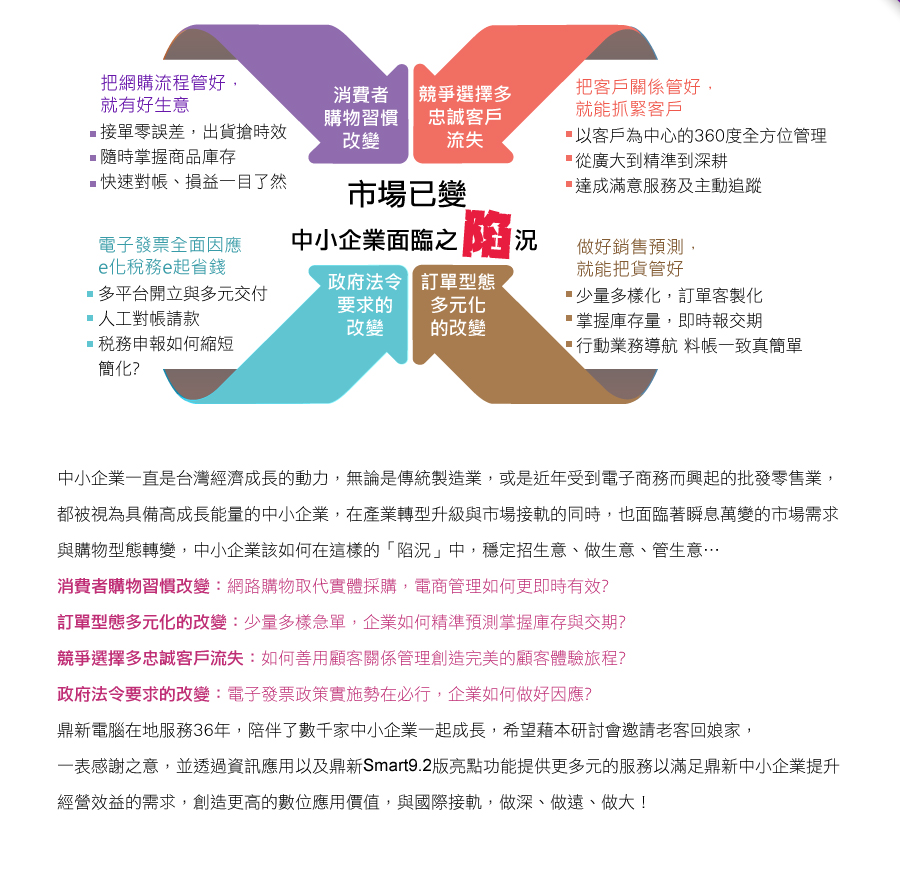 把網購流程管好，
就有好生意
接單零誤差，出貨搶時效
隨時掌握商品庫存
快速對帳、損益一目了然
消費者
購物習慣
改變
競爭選擇多
忠誠客戶
流失
把客戶關係管好，
就能抓緊客戶
以客戶為中心的360度全方位管理
從廣大到精準到深耕
達成滿意服務及主動追蹤
市場已變
中小企業面臨之陷況
電子發票全面因應
e化稅務e起省錢
多平台開立與多元交付
人工對帳請款
稅務申報如何縮短
簡化?
政府法令
要求的
改變
訂單型態
多元化
的改變
做好銷售預測，
就能把貨管好
少量多樣化，訂單客製化
掌握庫存量，即時報交期
行動業務導航 料帳一致真簡單
中小企業一直是台灣經濟成長的動力，無論是傳統製造業，或是近年受到電子商務而興起的批發零售業，
都被視為具備高成長能量的中小企業，在產業轉型升級與市場接軌的同時，也面臨著瞬息萬變的市場需求
與購物型態轉變，中小企業該如何在這樣的「陷況」中，穩定招生意、做生意、管生意…
消費者購物習慣改變：網路購物取代實體採購，電商管理如何更即時有效?
訂單型態多元化的改變：少量多樣急單，企業如何精準預測掌握庫存與交期?
競爭選擇多忠誠客戶流失：如何善用顧客關係管理創造完美的顧客體驗旅程?
政府法令要求的改變：電子發票政策實施勢在必行，企業如何做好因應?
鼎新電腦在地服務36年，陪伴了數千家中小企業一起成長，希望藉本研討會邀請老客回娘家，
一表感謝之意，並透過資訊應用以及鼎新Smart9.2版亮點功能提供更多元的服務以滿足鼎新中小企業提升
經營效益的需求，創造更高的數位應用價值，與國際接軌，做深、做遠、做大！